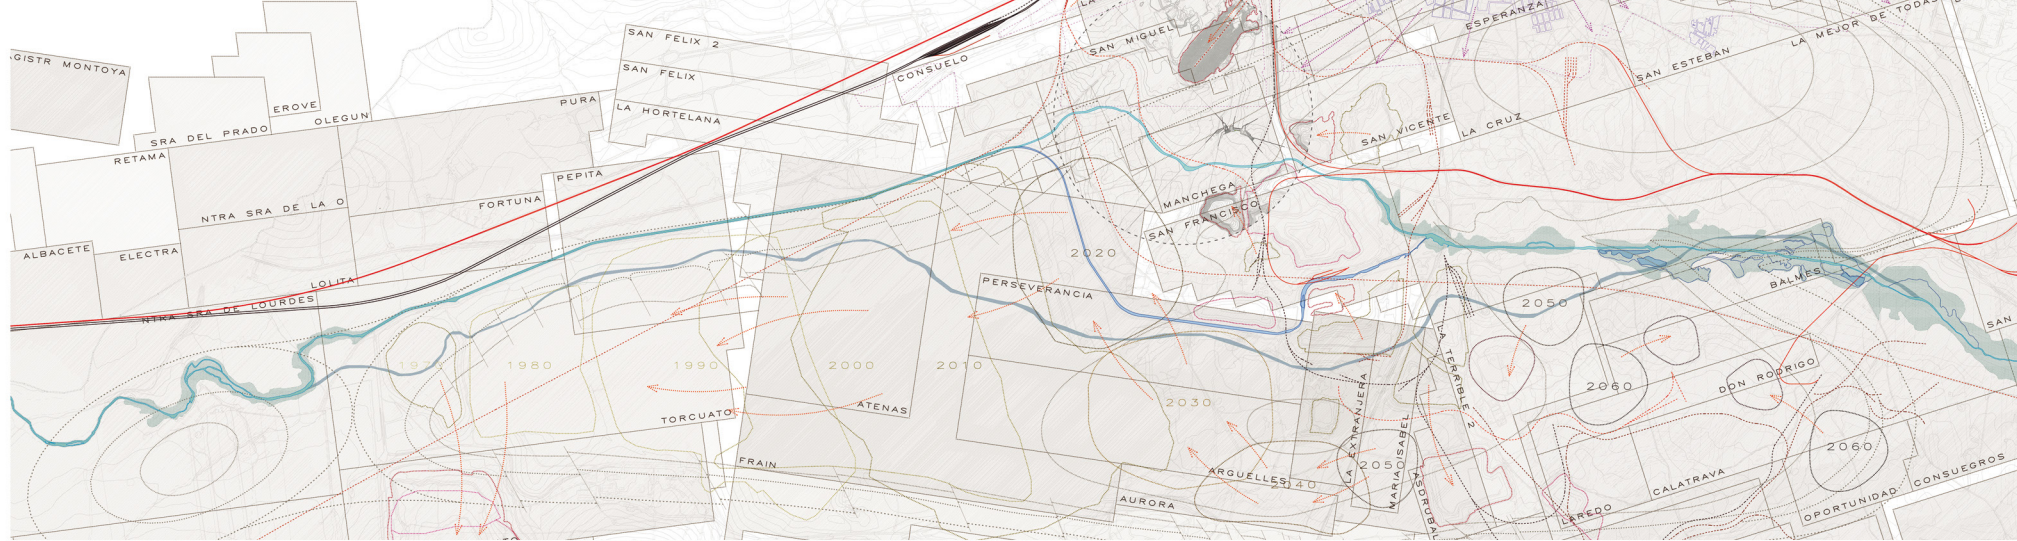 GISTR MONTOYA
EROVE
OLEGUN
SRA DEL PRADO
RETAMA
PURA
SAN FELIX 2
SAN FELIX
LA HORTELANA
CONSUELO
SAN MIGUEL
ESPERANZA
LA MEJOR DE TODAS
SAN ESTEBAN
SAN VICENTE
LA CRUZ
PEPITA
FORTUNA
NTRA SRA DE LA O
ALBACETE
ELECTRA
LOLITA
NTRA SRA DE LOURDES
MANCHEGA
SAN FRANCISCO
2020
PERSEVERANCIA
BALMES
2050
SAN
1980
1990
2000
2010
2030
2060
DON RODRIGO
LA TERRIBLE 2
TORCUATO
ATENAS
LA EXTRANJERA
MARIA ISABEL
ASDRUBAL
2060
FRAIN
ARGUELLES
2040
2050
AURORA
CALATRAVA
CONSUEGROS
LAREDO
OPORTUNIDAD